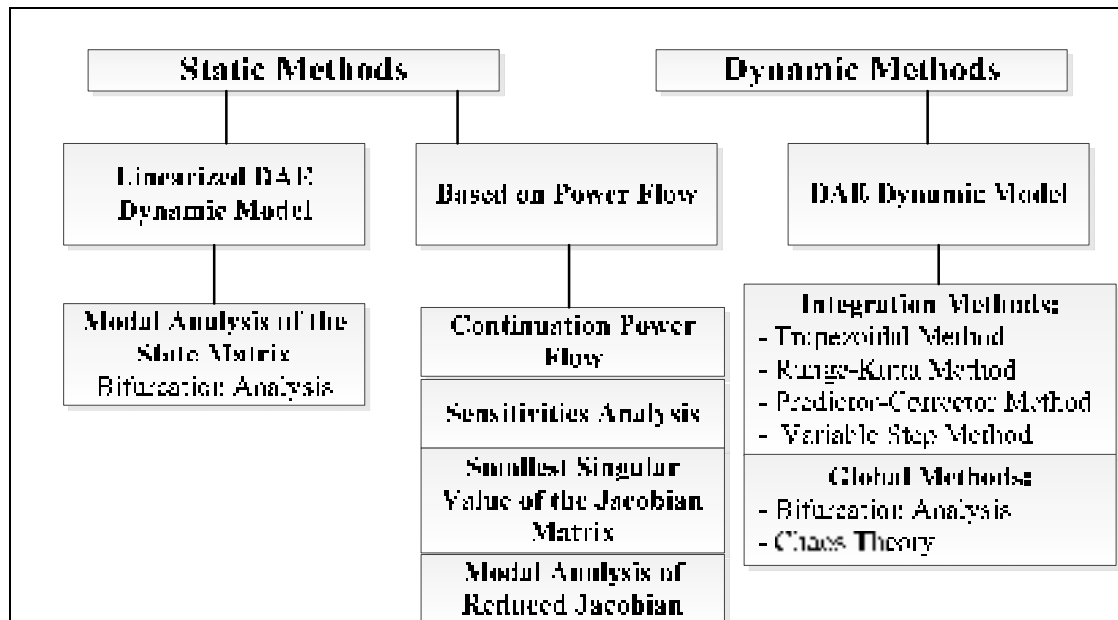 Static Methods
Dynamic Methods
Linearized DAE
Dynamic Model
Based on Power Flow
DAE Dynamic Model
Modal Analysis of the
State Matrix
Bifurcation Analysis
Continuation Power
Flow
Sensitivities Analysis
Smallest Singular
Value of the Jacobian
Matrix
Modal Analysis of
Reduced Jacobian
Integration Methods:
- Tropezoidal Method
- Runge-Kutta Method
- Predictor-Corrector Method
- Variable Step Method
Global Methods:
- Bifurcation Analysis
- Chaos Theory